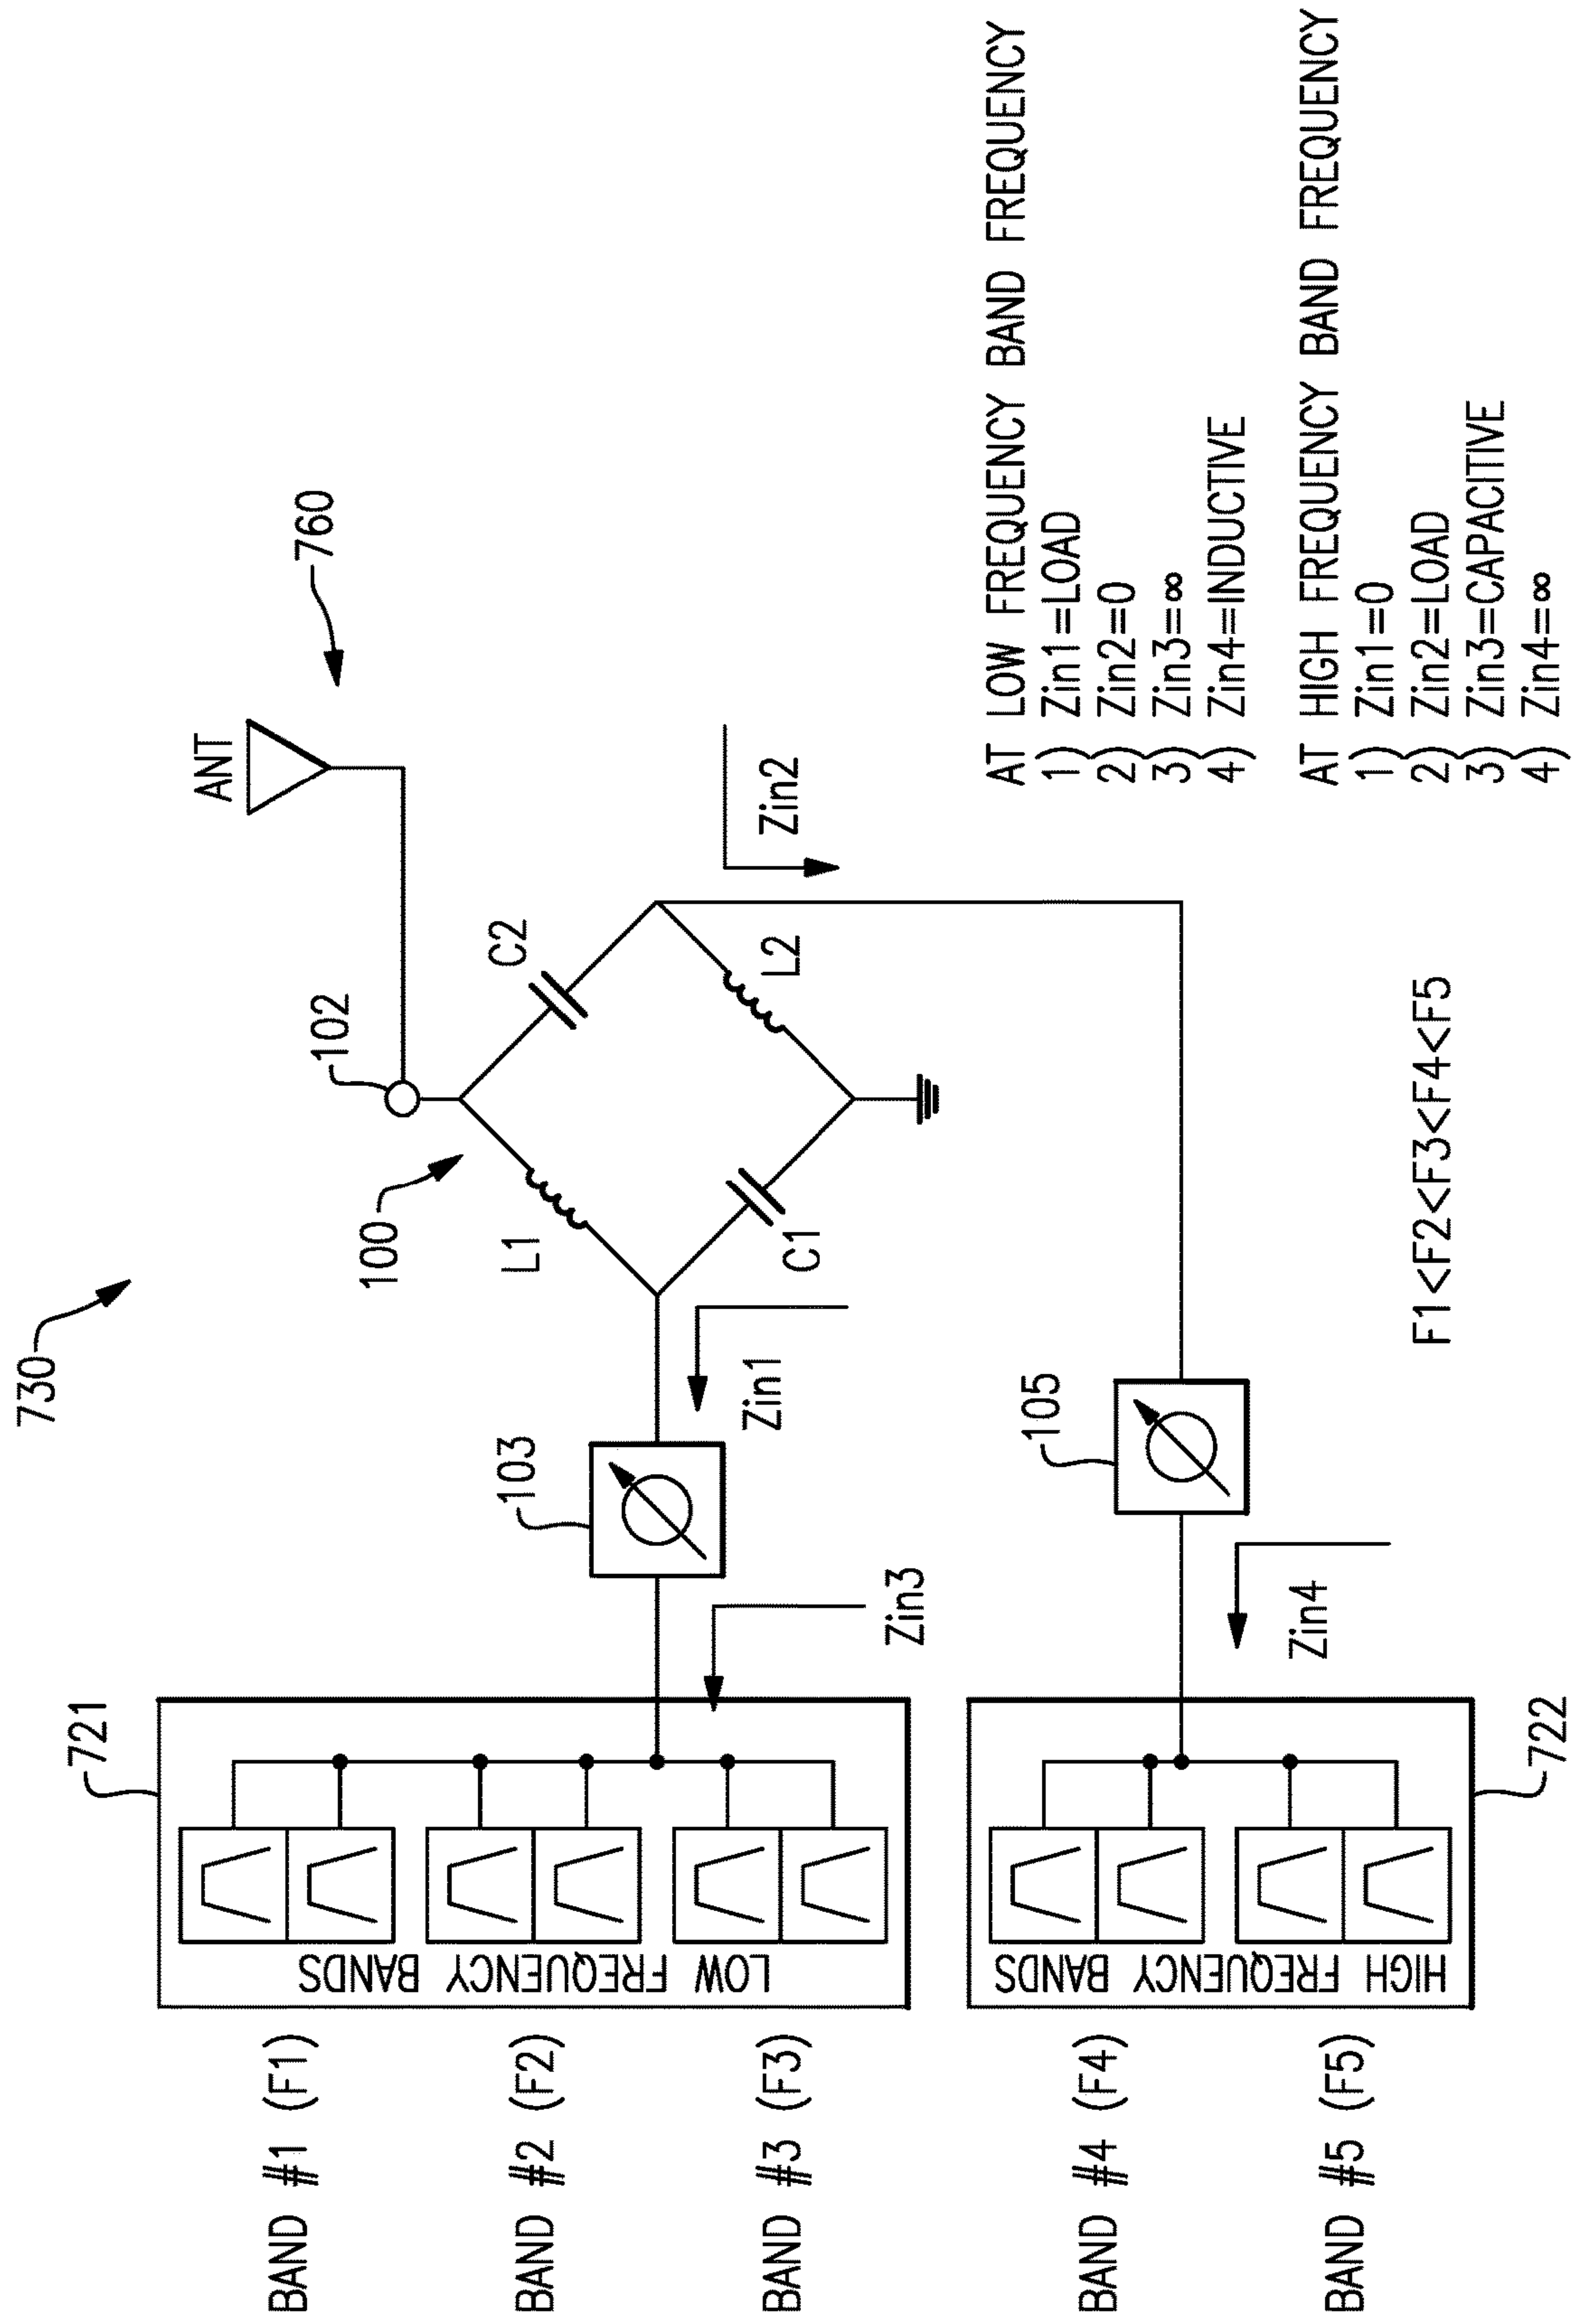 730
760
ANT
102
100
C2
L1
L2
C1
Zin2
721
103
Zin1
Zin3
LOW FREQUENCY BANDS
BAND #1 (F1)
BAND #2 (F2)
BAND #3 (F3)
105
Zin4
722
HIGH FREQUENCY BANDS
BAND #4 (F4)
BAND #5 (F5)
F1<F2<F3<F4<F5
AT LOW FREQUENCY BAND FREQUENCY
1) Zin1=LOAD
2) Zin2=0
3) Zin3=∞
4) Zin4=INDUCTIVE
AT HIGH FREQUENCY BAND FREQUENCY
1) Zin1=0
2) Zin2=LOAD
3) Zin3=CAPACITIVE
4) Zin4=∞